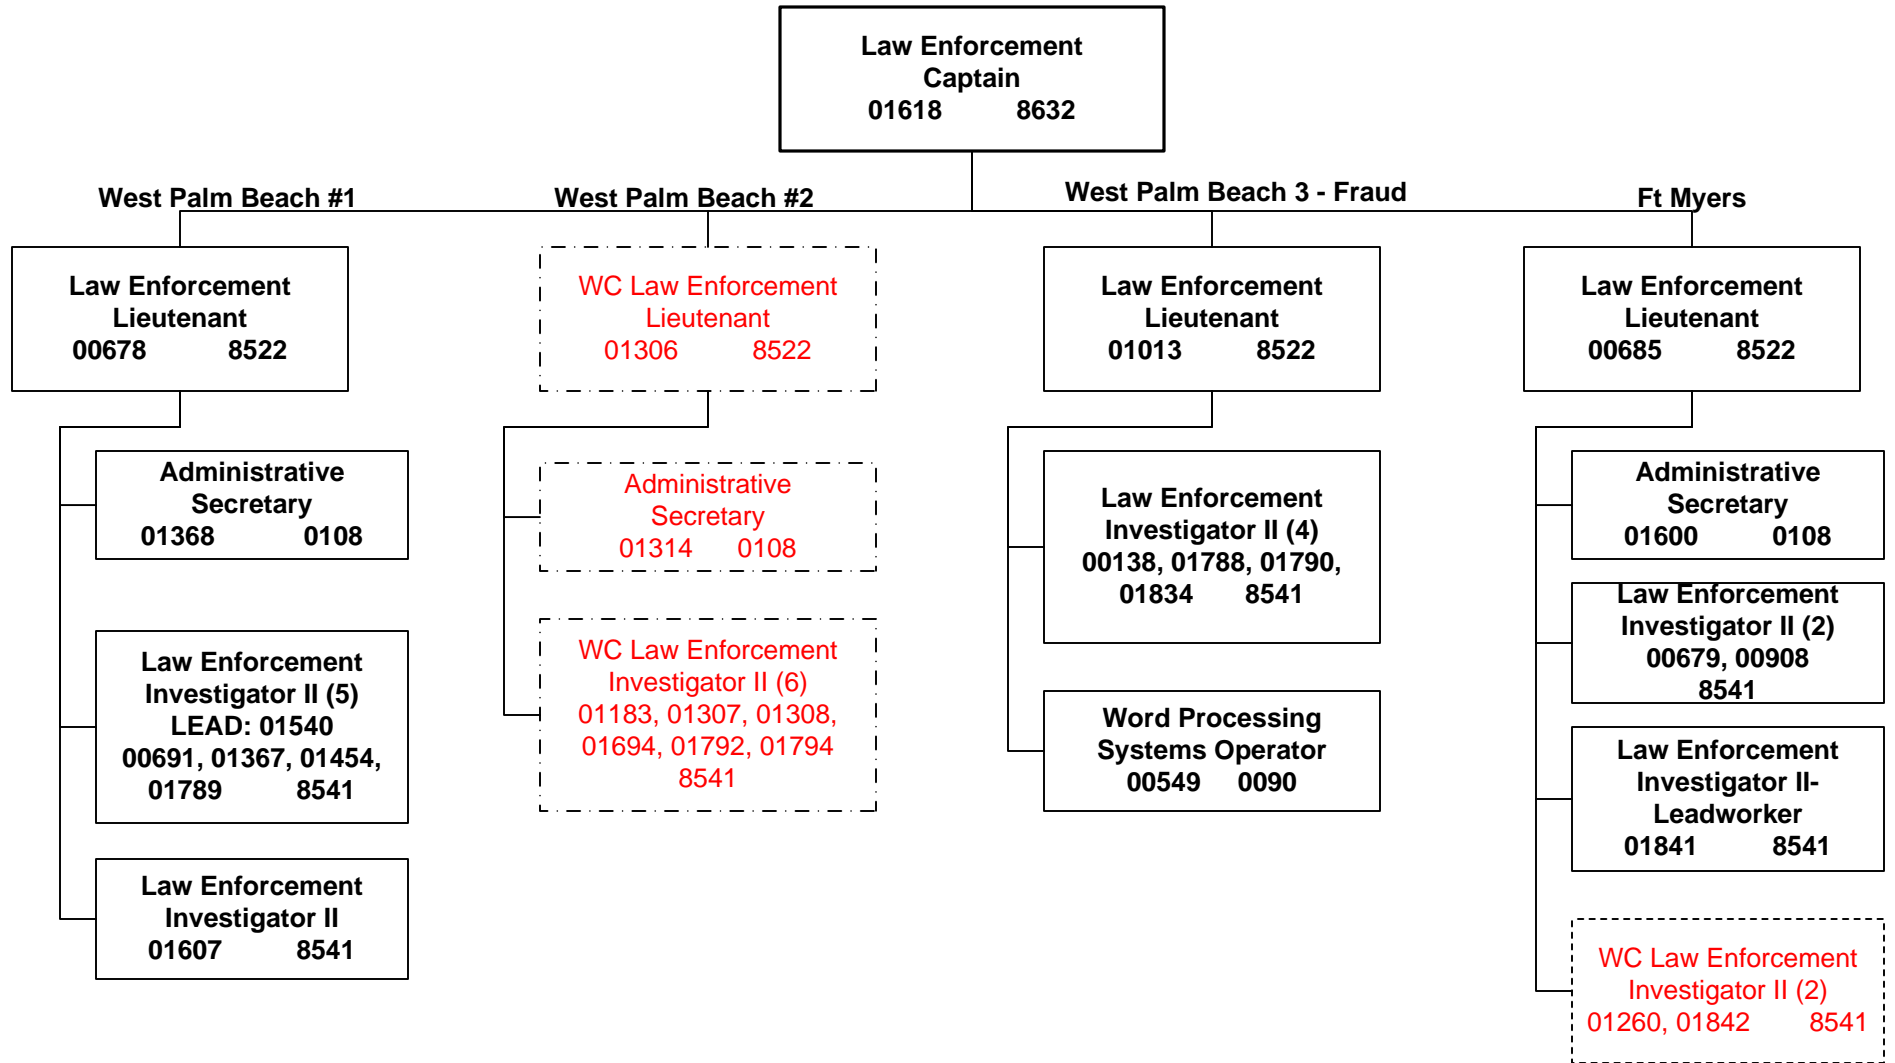 Law Enforcement
Captain
01618 8632
West Palm Beach #1
West Palm Beach #2
West Palm Beach 3 - Fraud
Ft Myers
Law Enforcement
Lieutenant
00678 8522
WC Law Enforcement
Lieutenant
01306 8522
Law Enforcement
Lieutenant
01013 8522
Law Enforcement
Lieutenant
00685 8522
Administrative
Secretary
01368 0108
Law Enforcement
Investigator II (5)
LEAD: 01540
00691, 01367, 01454,
01789 8541
Law Enforcement
Investigator II
01607 8541
Administrative
Secretary
01314 0108
WC Law Enforcement
Investigator II (6)
01183, 01307, 01308,
01694, 01792, 01794
8541
Law Enforcement
Investigator II (4)
00138, 01788, 01790,
01834 8541
Word Processing
Systems Operator
00549 0090
Administrative
Secretary
01600 0108
Law Enforcement
Investigator II (2)
00679, 00908
8541
Law Enforcement
Investigator II-
Leadworker
01841 8541
WC Law Enforcement
Investigator II (2)
01260, 01842 8541